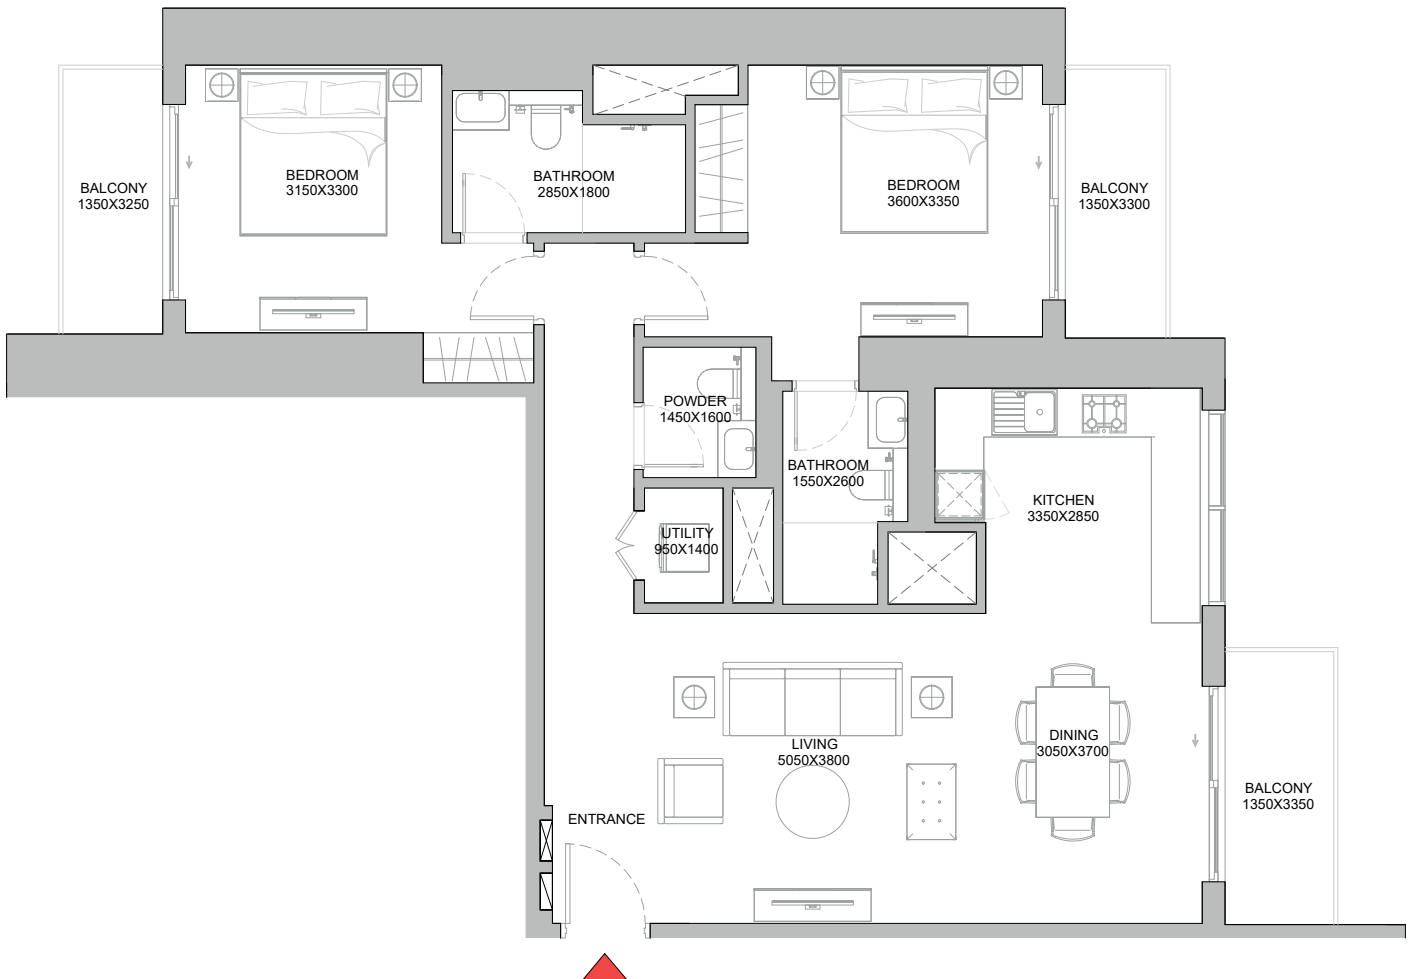 BEDROOM
3150X3300
BATHROOM
2850X1800
BEDROOM
3600X3350
BALCONY
1350X3250
BALCONY
1350X3300
POWDER
1450X1600
BATHROOM
1550X2600
KITCHEN
3350X2850
UTILITY
950X1400
LIVING
5050X3800
DINING
3050X3700
BALCONY
1350X3350
ENTRANCE